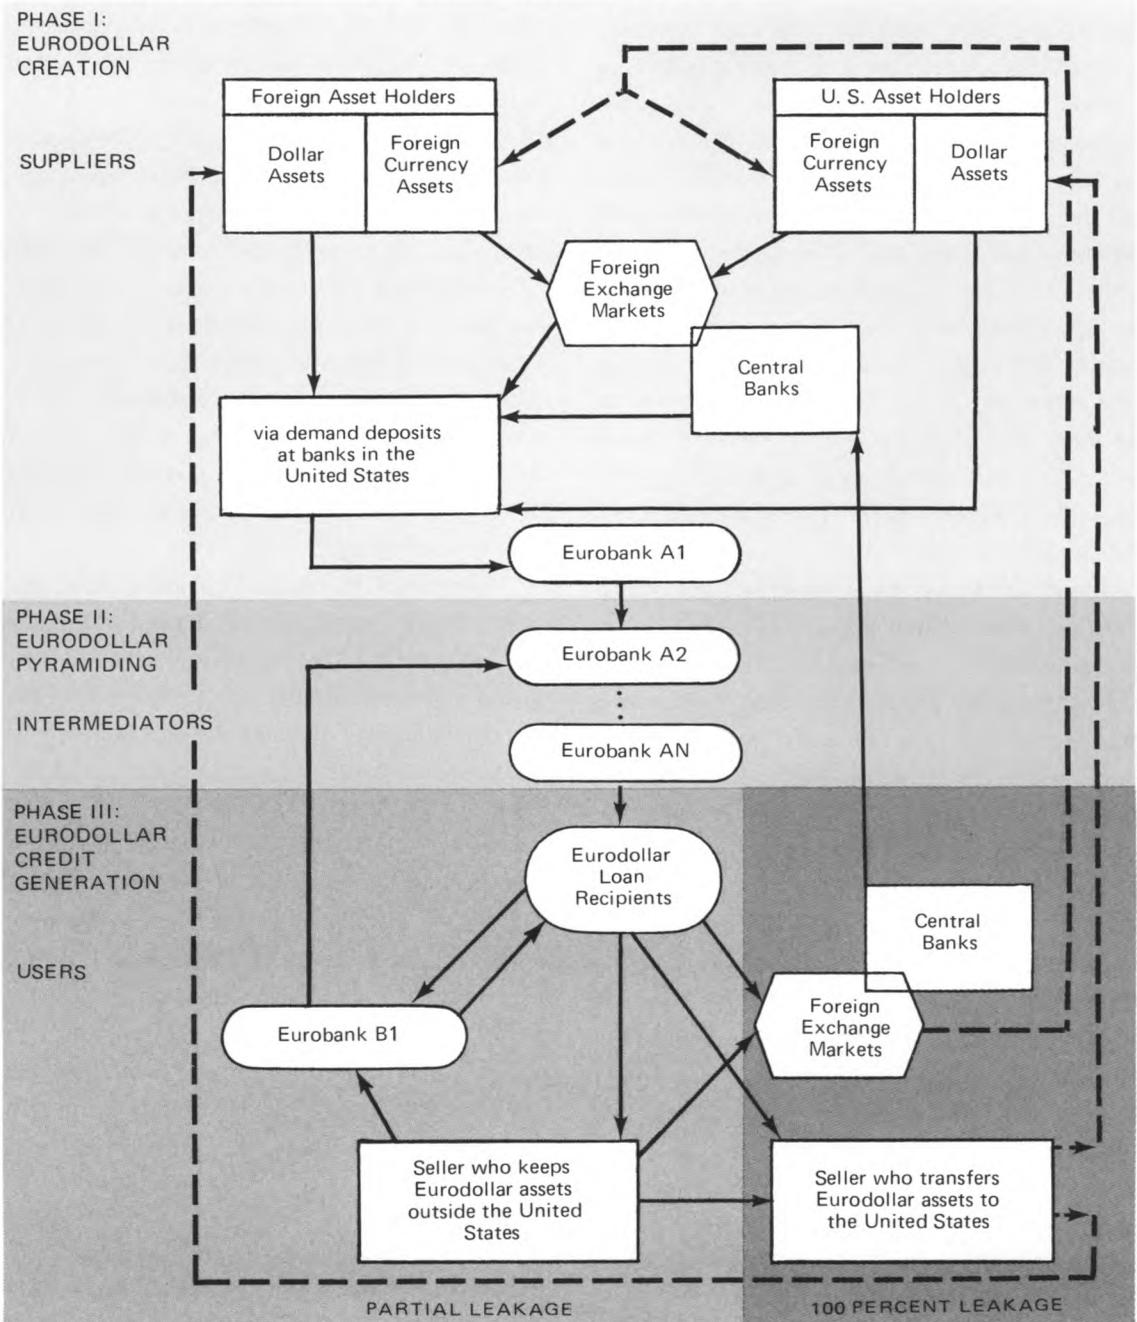 PHASE I:
EURODOLLAR
CREATION
Foreign Asset Holders
U. S. Asset Holders
SUPPLIERS
Dollar
Assets
Foreign
Currency
Assets
Foreign
Currency
Assets
Dollar
Assets
Foreign
Exchange
Markets
Central
Banks
via demand deposits
at banks in the
United States
Eurobank A1
PHASE II:
EURODOLLAR
PYRAMIDING
Eurobank A2
INTERMEDIATORS
Eurobank AN
PHASE III:
EURODOLLAR
CREDIT
GENERATION
Eurodollar
Loan
Recipients
Central
Banks
USERS
Eurobank B1
Foreign
Exchange
Markets
Seller who keeps
Eurodollar assets
outside the United
States
Seller who transfers
Eurodollar assets to
the United States
PARTIAL LEAKAGE
100 PERCENT LEAKAGE